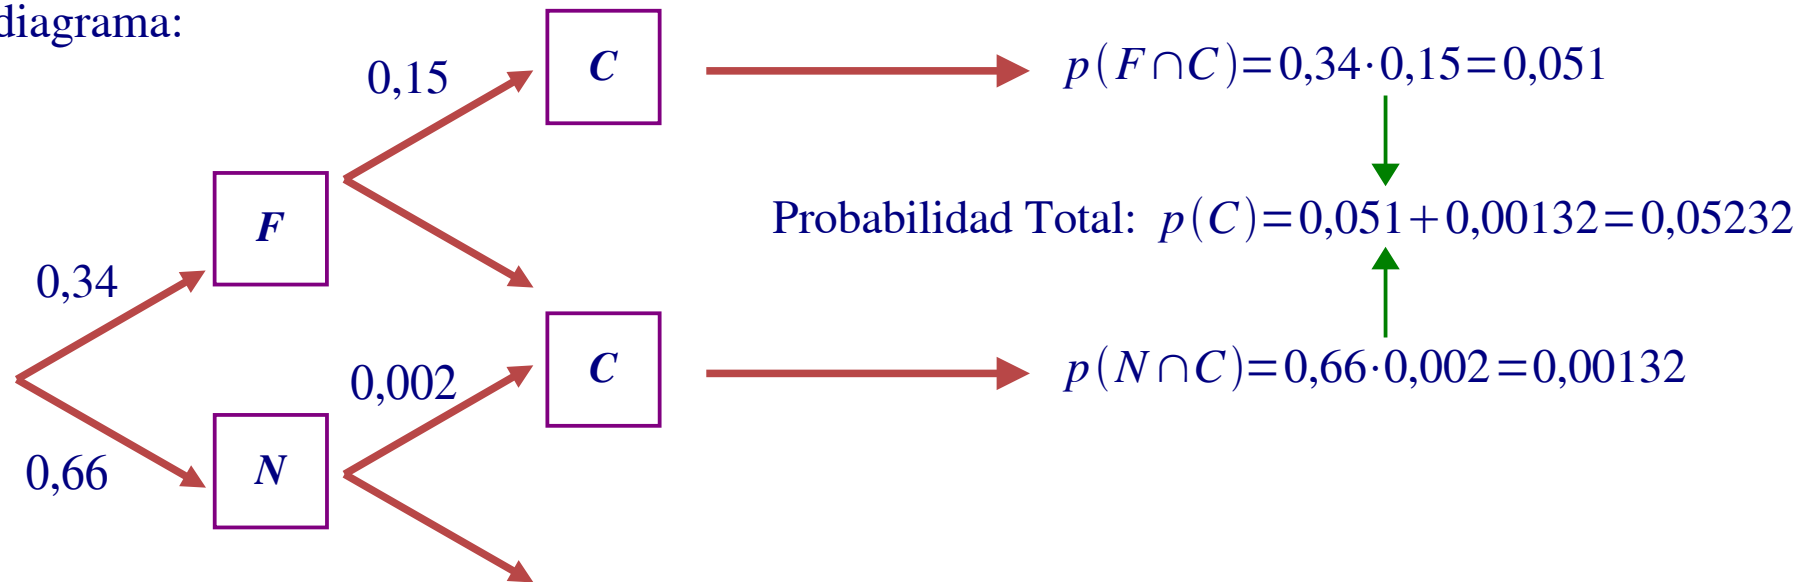 diagrama:
0,15
C
p(F∩C)=0,34·0,15=0,051
F
Probabilidad Total: p(C)=0,051+0,00132=0,05232
0,34
0,002
C
p(N∩C)=0,66·0,002=0,00132
0,66
N